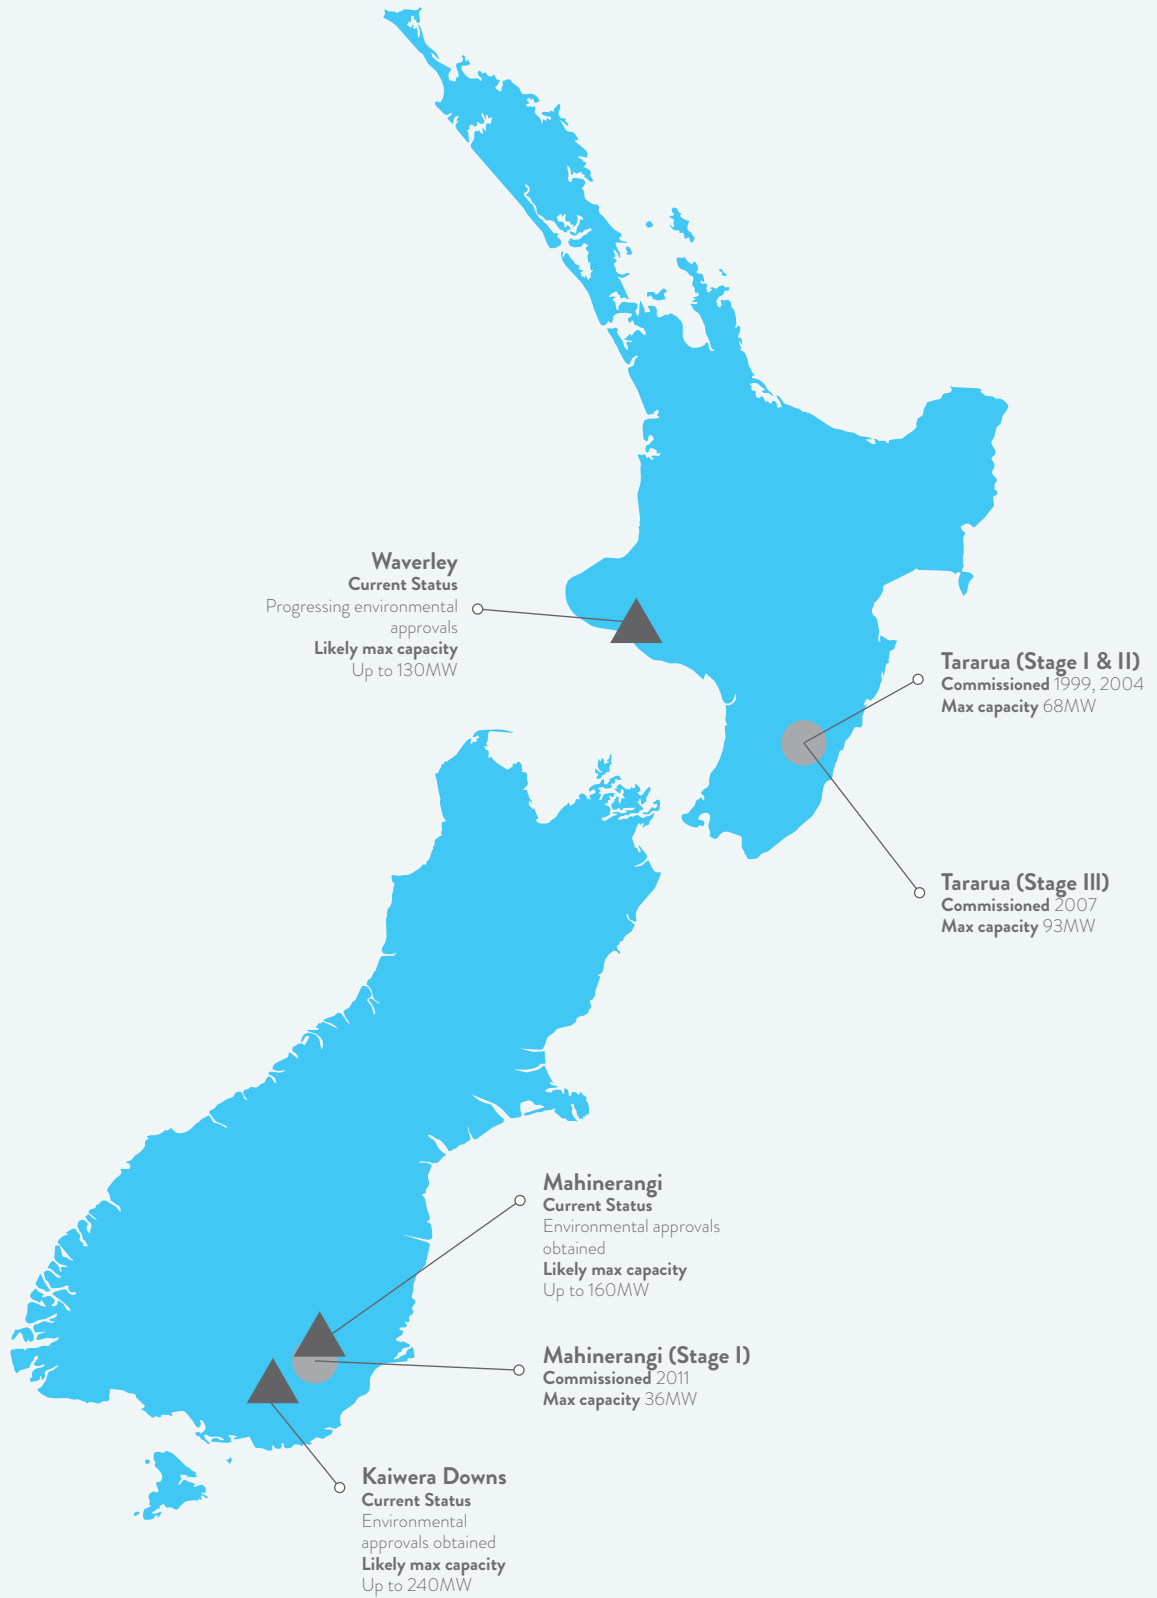 Waverley
Current Status
Progressing environmental
approvals
Likely max capacity
Up to 130MW
Tararua (Stage I & II)
Commissioned 1999, 2004
Max capacity 68MW
Tararua (Stage III)
Commissioned 2007
Max capacity 93MW
Mahinerangi
Current Status
Environmental approvals
obtained
Likely max capacity
Up to 160MW
Mahinerangi (Stage I)
Commissioned 2011
Max capacity 36MW
Kaiwera Downs
Current Status
Environmental
approvals obtained
Likely max capacity
Up to 240MW